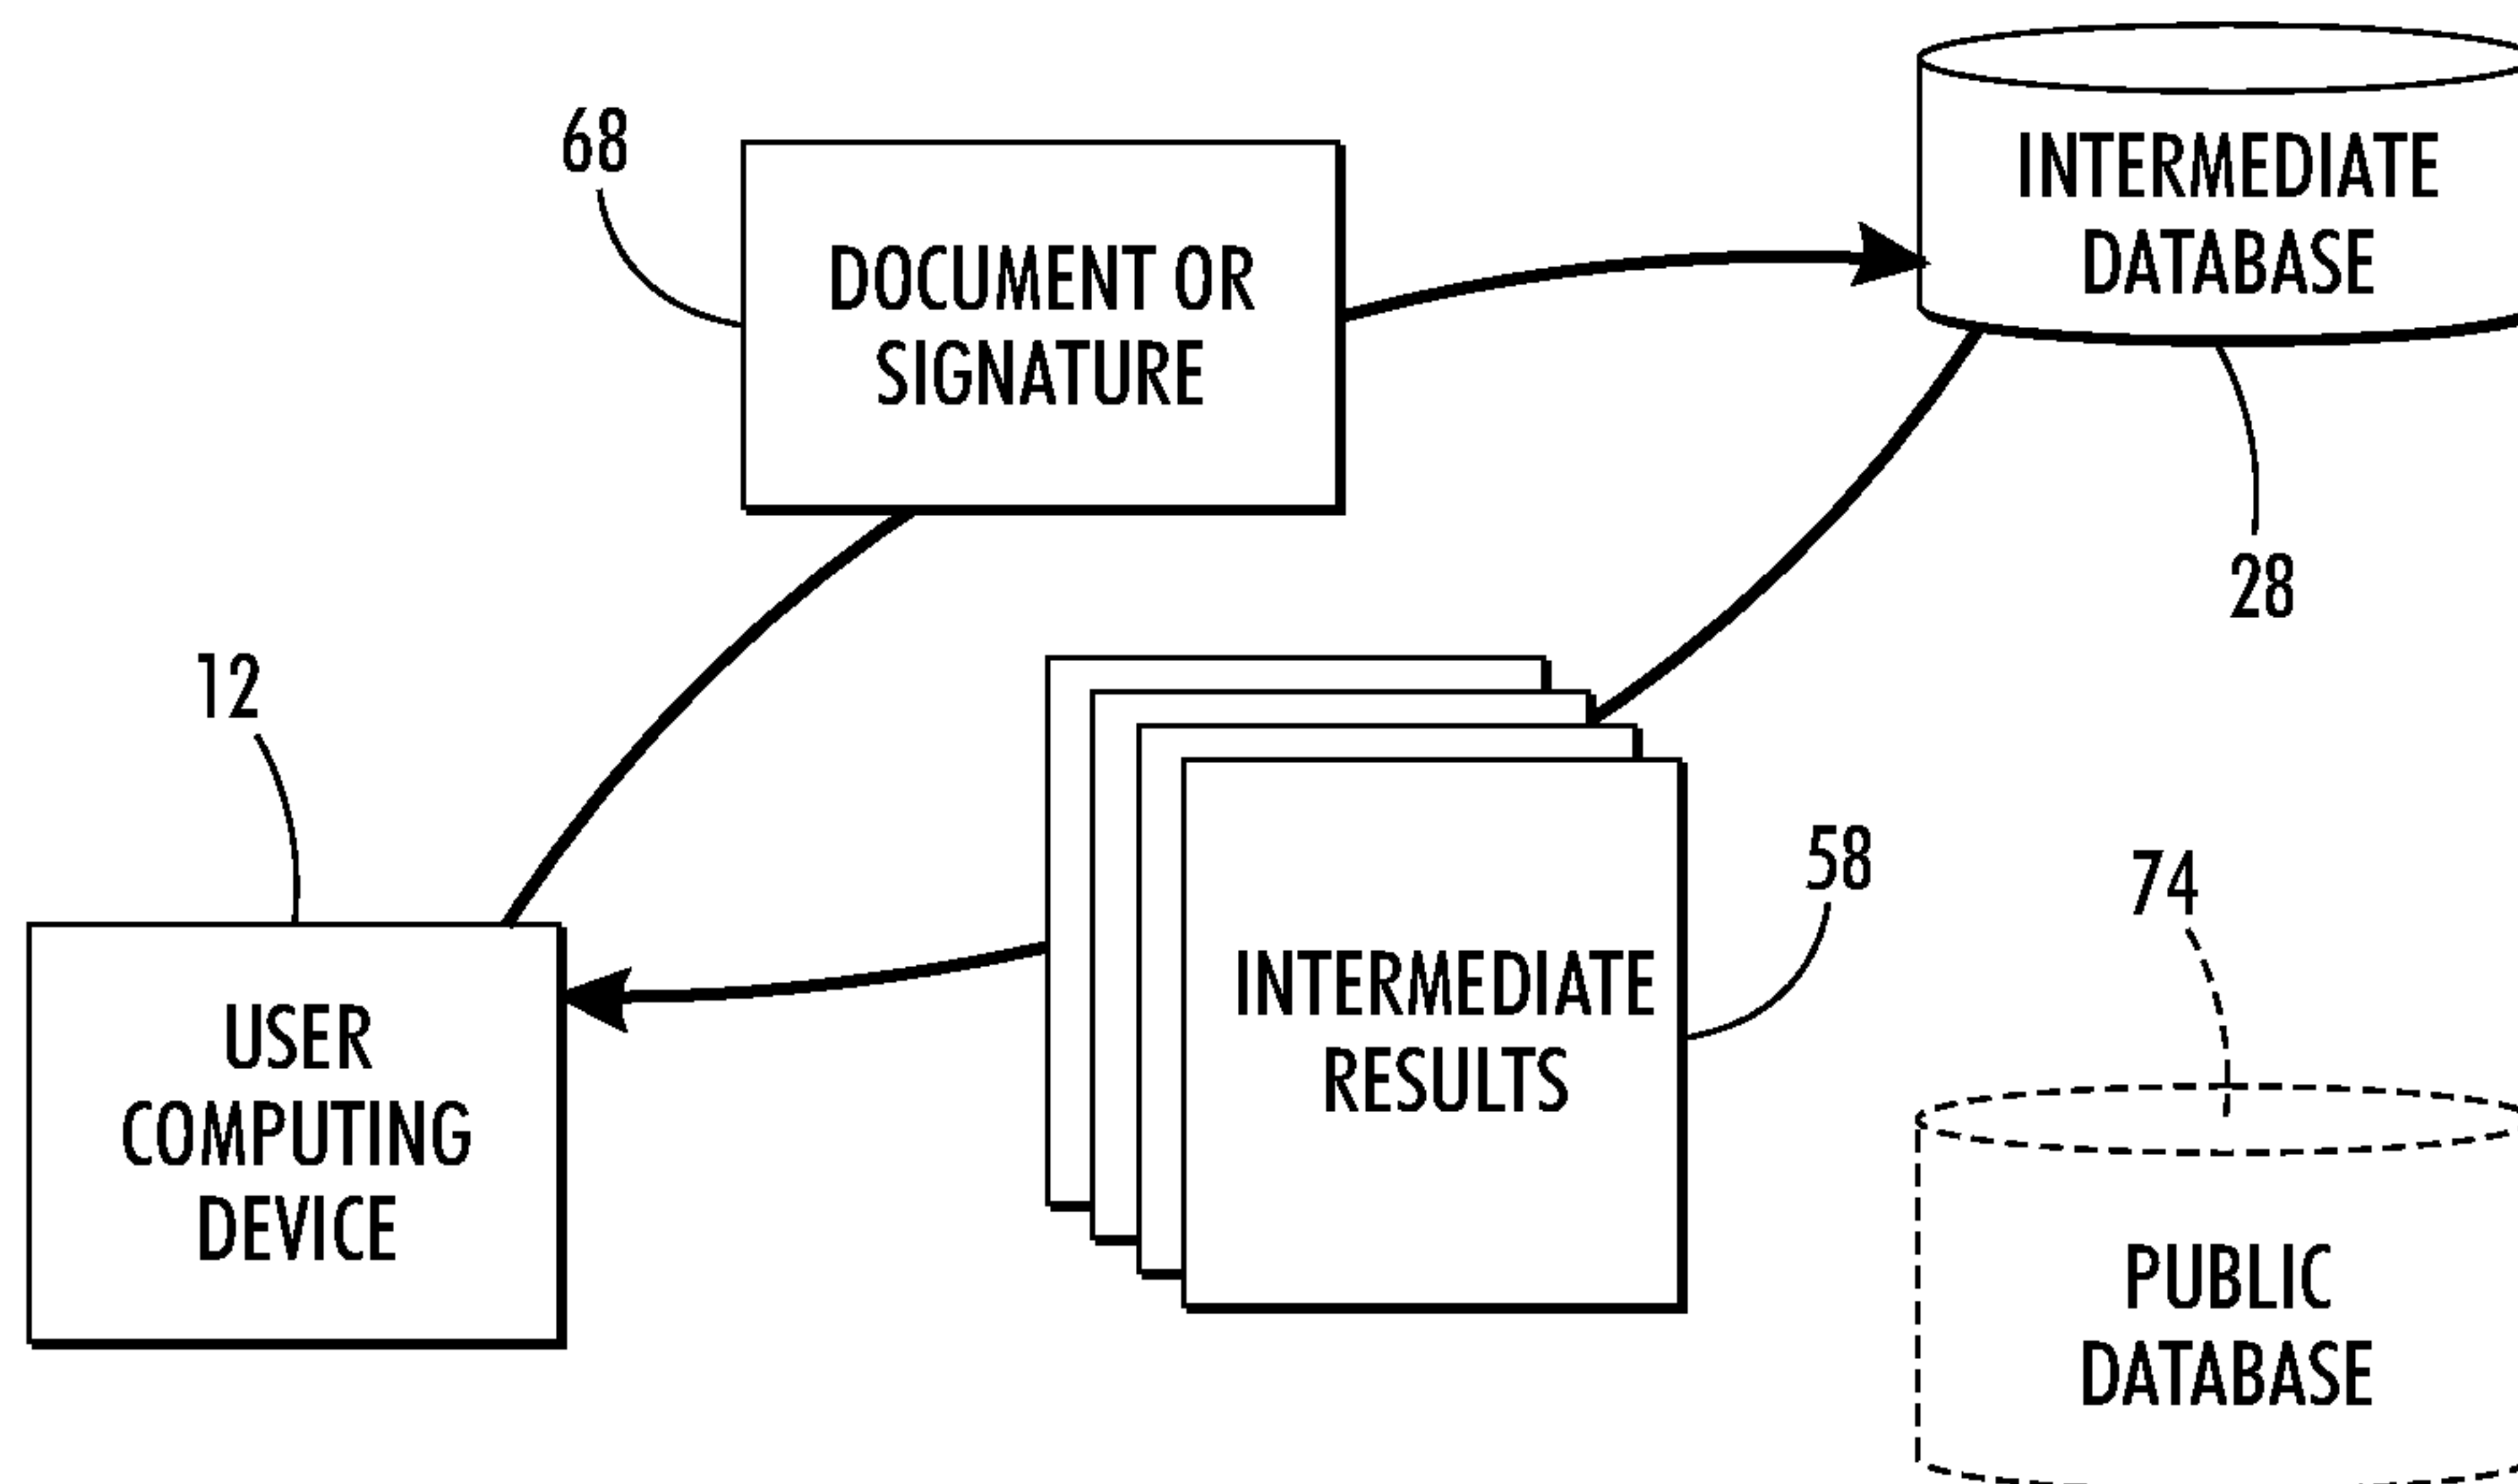 68
DOCUMENT OR
SIGNATURE
INTERMEDIATE
DATABASE
28
12
USER
COMPUTING
DEVICE
INTERMEDIATE
RESULTS
58
74
PUBLIC
DATABASE